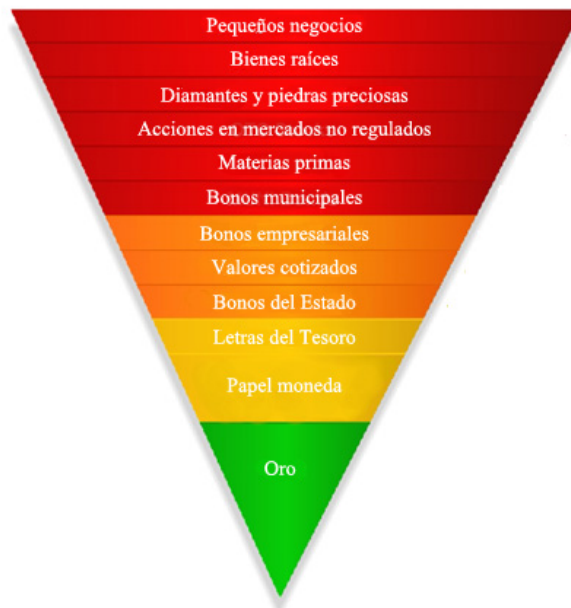 Pequeños negocios
Bienes raíces
Diamantes y piedras preciosas
Acciones en mercados no regulados
Materias primas
Bonos municipales
Bonos empresariales
Valores cotizados
Bonos del Estado
Letras del Tesoro
Papel moneda
Oro